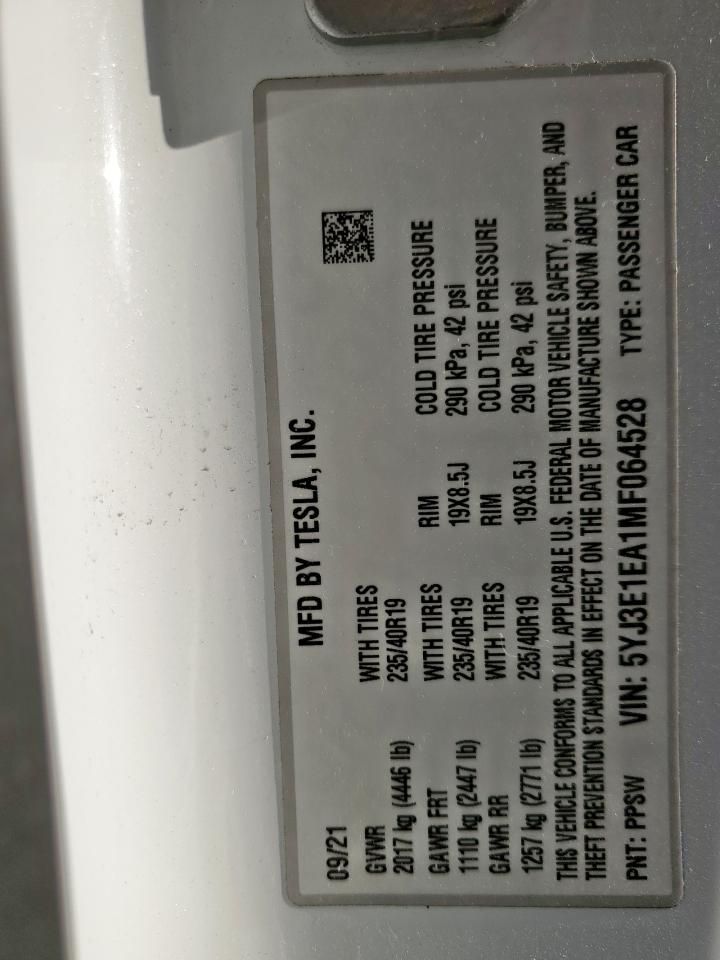 MFD BY TESLA, INC.
09/21
GVWR WITH TIRES
2017 kg (4446 lb) 235/40R19
GAWR FRT WITH TIRES RIM COLD TIRE PRESSURE
1110 kg (2447 lb) 235/40R19 19X8.5J 290 kPa, 42 psi
GAWR RR WITH TIRES RIM COLD TIRE PRESSURE
1257 kg (2771 lb) 235/40R19 19X8.5J 290 kPa, 42 psi
THIS VEHICLE CONFORMS TO ALL APPLICABLE U.S. FEDERAL MOTOR VEHICLE SAFETY, BUMPER, AND
THEFT PREVENTION STANDARDS IN EFFECT ON THE DATE OF MANUFACTURE SHOWN ABOVE.
PNT: PPSW VIN: 5YJ3E1EA1MF064528 TYPE: PASSENGER CAR